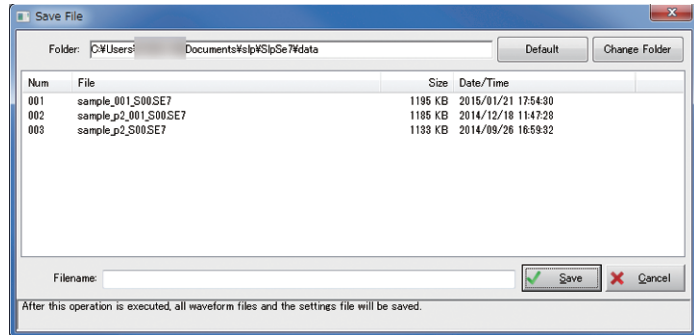 Save File
Folder: C:¥Users¥ Documents¥slp¥SlpSe7¥data Default Change Folder
Num File Size Date/Time
001 sample_001_S00.SE7 1195 KB 2015/01/21 17:54:30
002 sample_p2_001_S00.SE7 1185 KB 2014/12/18 11:47:28
003 sample_p2_S00.SE7 1133 KB 2014/09/26 16:59:32
Filename: Save Cancel
After this operation is executed, all waveform files and the settings file will be saved.